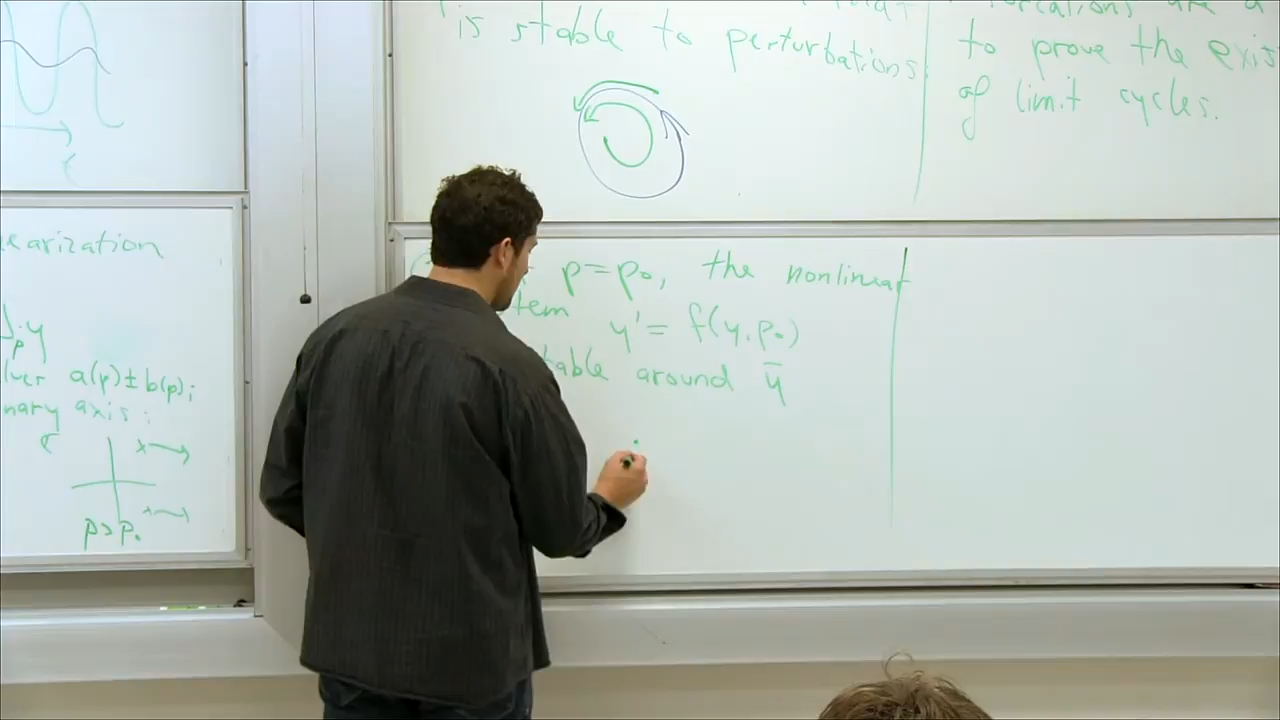 t
is stable to perturbations
to prove the exis
of limit cycles.
earization
y
a(p) ± b(p);
nary axis:
p > p₀
p = p₀, the nonlinear
tem y' = f(y, p₀)
table around ȳ